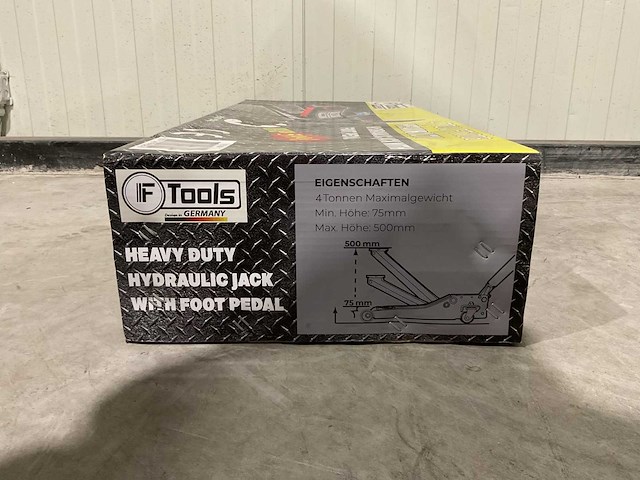 IF Tools
Design in GERMANY
HEAVY DUTY
HYDRAULIC JACK
WITH FOOT PEDAL
EIGENSCHAFTEN
4 Tonnen Maximalgewicht
Min. Höhe: 75mm
Max. Höhe: 500mm
500 mm
75 mm